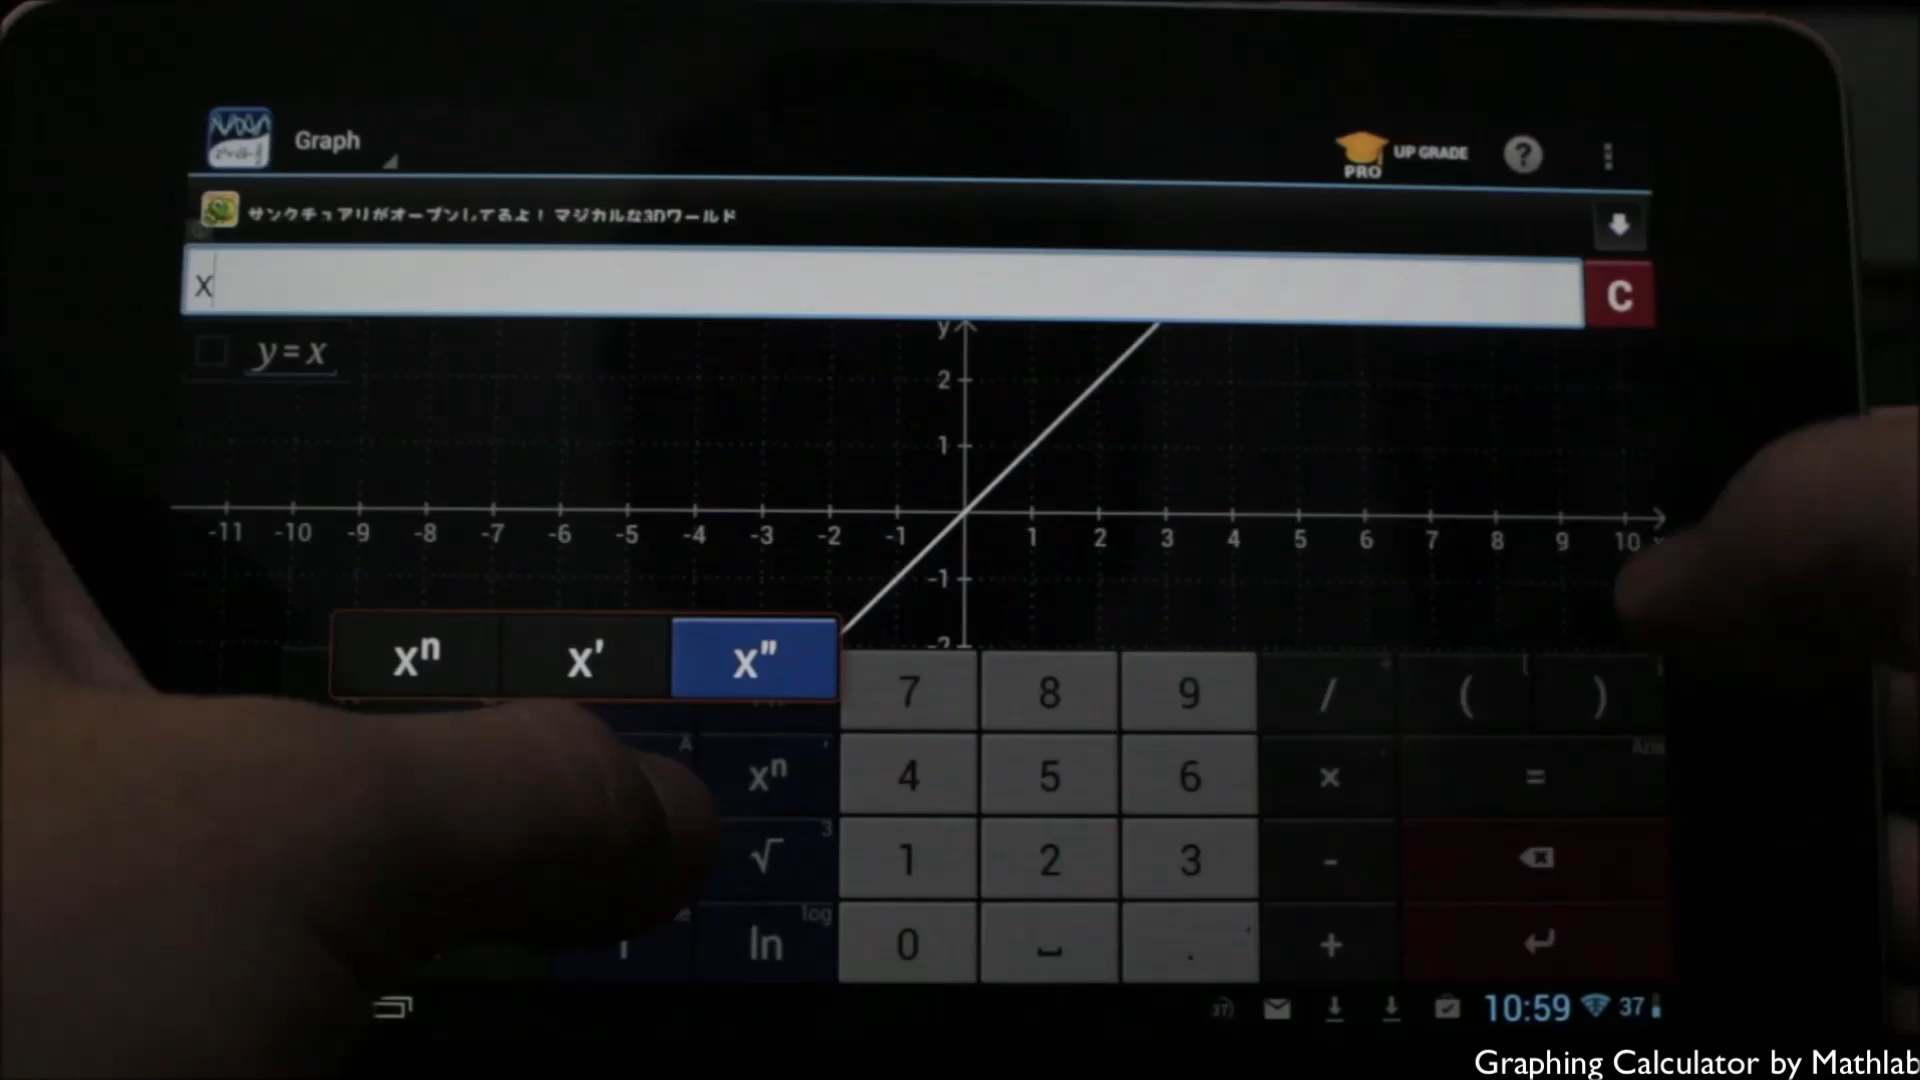 Graph
PRO UP GRADE ?
サンクチュアリがオープンしてるよ! マジカルな3Dワールド
x C
y=x
y
2
1
-11 -10 -9 -8 -7 -6 -5 -4 -3 -2 -1 1 2 3 4 5 6 7 8 9 10 x
-1
-2
xⁿ x' x"
7 8 9 / ( )
A xⁿ 4 5 6 × = Ans
√ 3 1 2 3 -
ln log 0 . +
37 10:59 37
Graphing Calculator by Mathlab